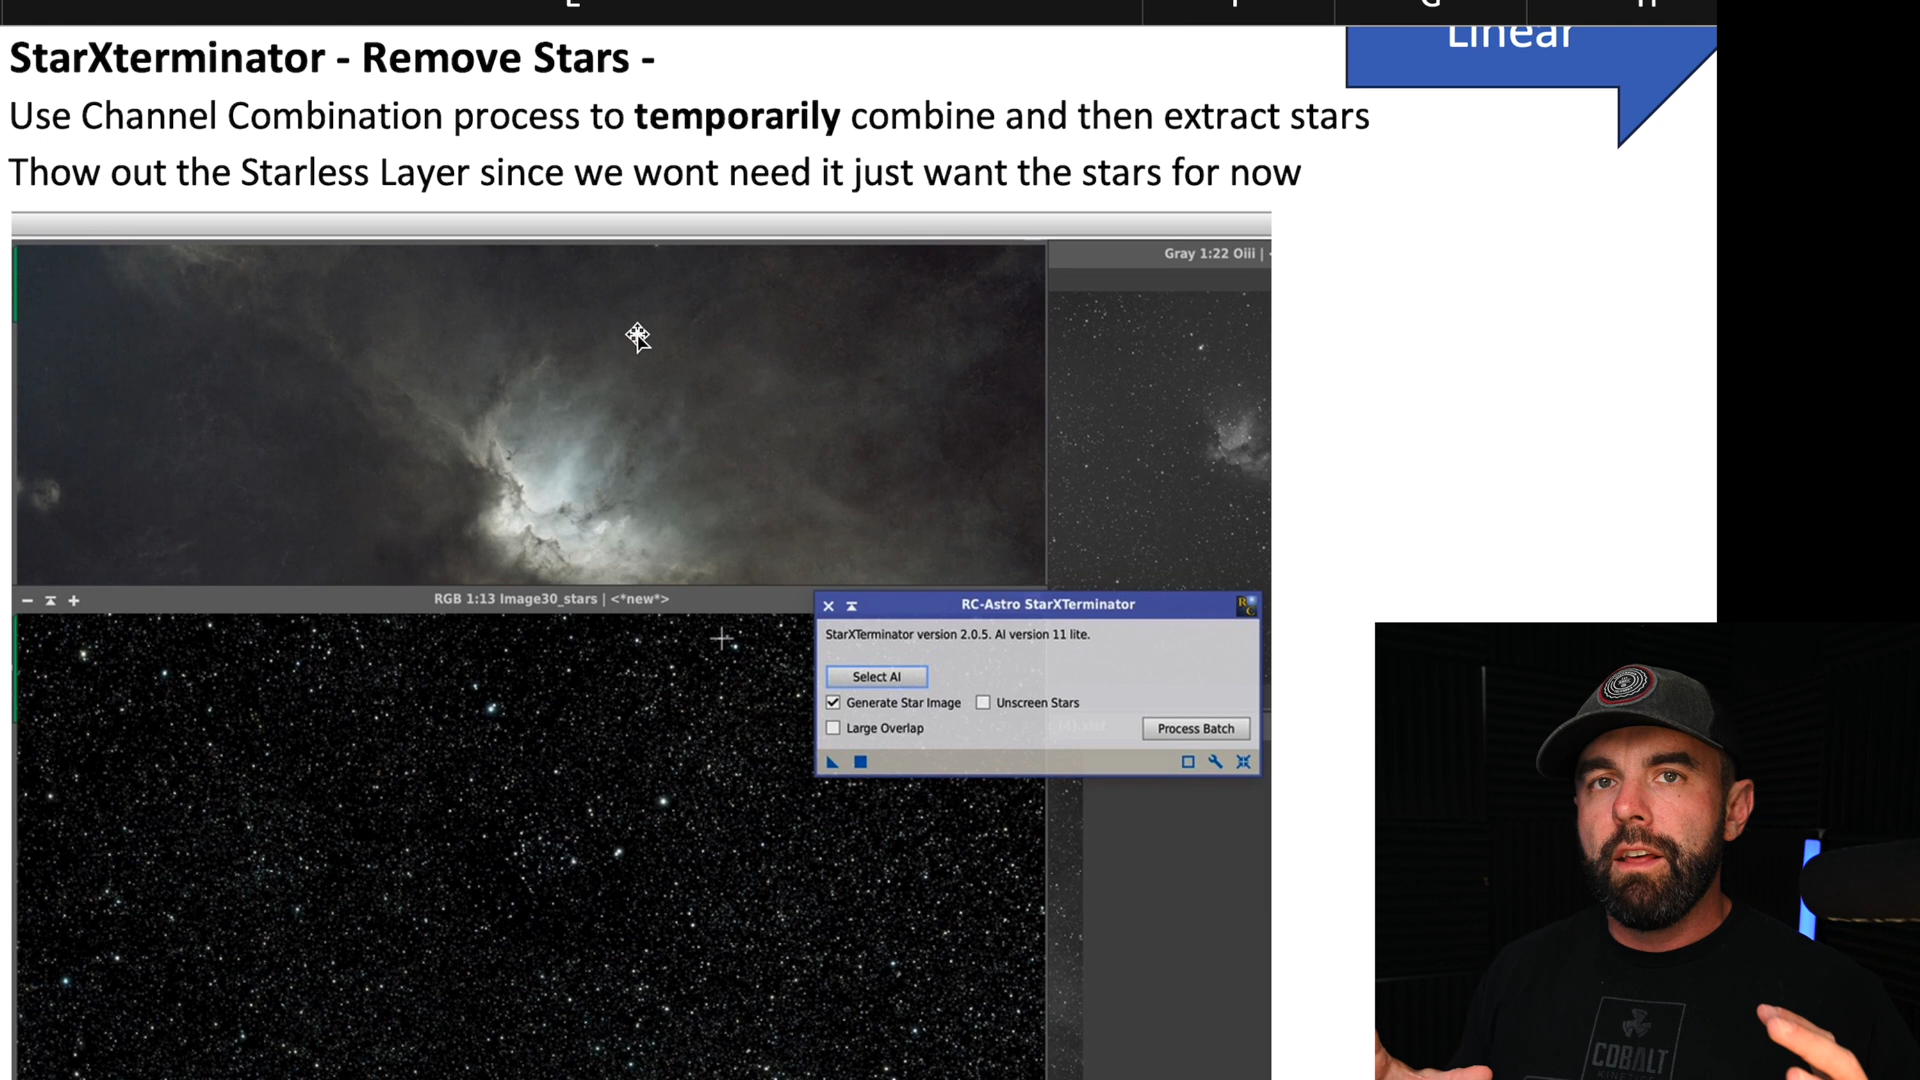 Linear
StarXterminator - Remove Stars -
Use Channel Combination process to temporarily combine and then extract stars
Thow out the Starless Layer since we wont need it just want the stars for now
Gray 1:22 Oiii |
RGB 1:13 Image30_stars | <*new*>
RC-Astro StarXTerminator
StarXTerminator version 2.0.5. AI version 11 lite.
Select AI
Generate Star Image
Unscreen Stars
Large Overlap
Process Batch
COBALT